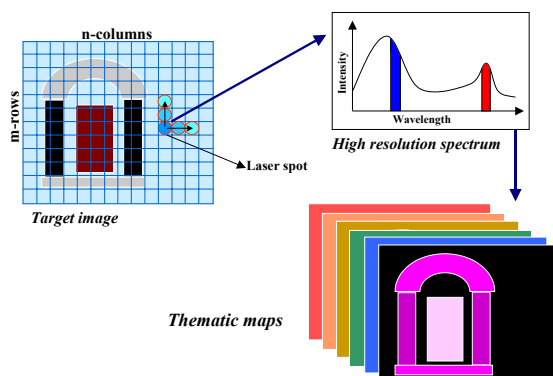 n-columns
m-rows
Laser spot
Target image
Intensity
Wavelength
High resolution spectrum
Thematic maps